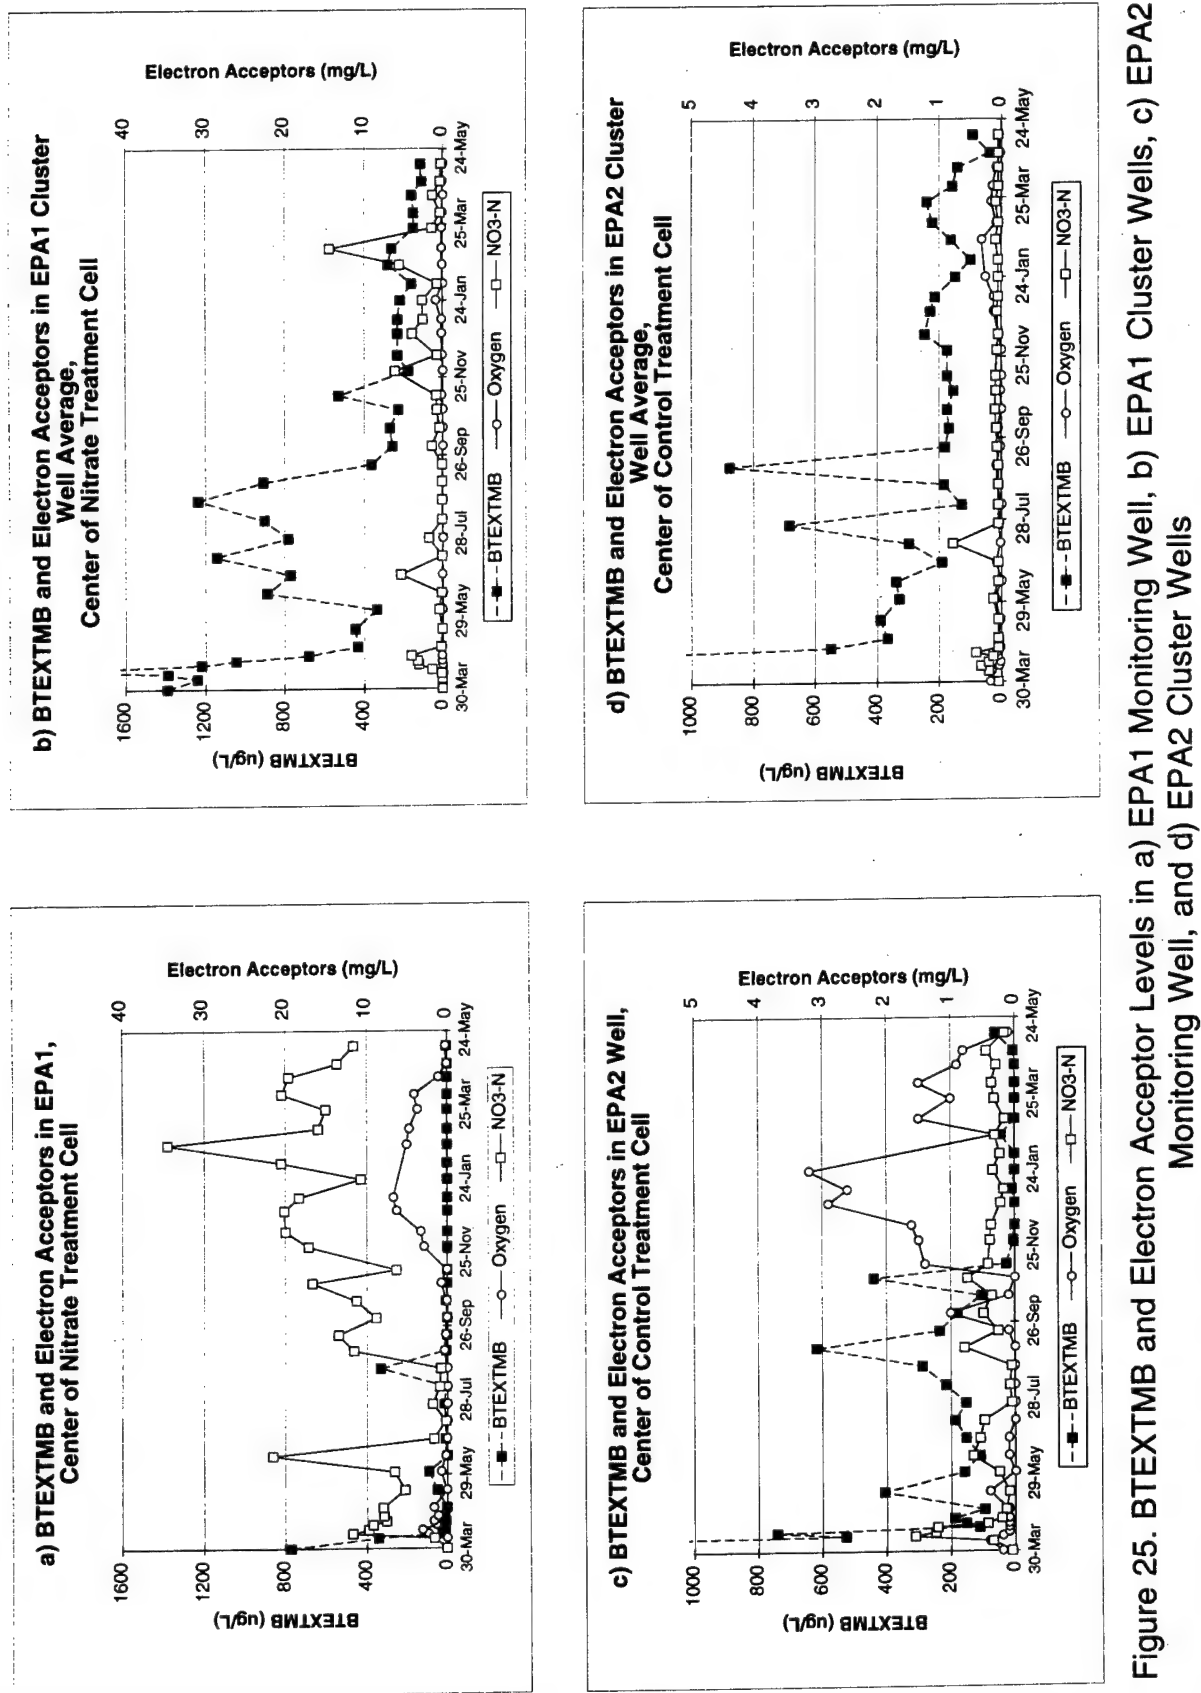 a) BTEXTMB and Electron Acceptors in EPA1,
Center of Nitrate Treatment Cell
BTEXTMB (ug/L)
1600
1200
800
400
0
Electron Acceptors (mg/L)
40
30
20
10
0
30-Mar
29-May
28-Jul
26-Sep
25-Nov
24-Jan
25-Mar
24-May
BTEXTMB
Oxygen
NO3-N
b) BTEXTMB and Electron Acceptors in EPA1 Cluster
Well Average,
Center of Nitrate Treatment Cell
BTEXTMB (ug/L)
1600
1200
800
400
0
Electron Acceptors (mg/L)
40
30
20
10
0
30-Mar
29-May
28-Jul
26-Sep
25-Nov
24-Jan
25-Mar
24-May
BTEXTMB
Oxygen
NO3-N
c) BTEXTMB and Electron Acceptors in EPA2 Well,
Center of Control Treatment Cell
BTEXTMB (ug/L)
1000
800
600
400
200
0
Electron Acceptors (mg/L)
5
4
3
2
1
0
30-Mar
29-May
28-Jul
26-Sep
25-Nov
24-Jan
25-Mar
24-May
BTEXTMB
Oxygen
NO3-N
d) BTEXTMB and Electron Acceptors in EPA2 Cluster
Well Average,
Center of Control Treatment Cell
BTEXTMB (ug/L)
1000
800
600
400
200
0
Electron Acceptors (mg/L)
5
4
3
2
1
0
30-Mar
29-May
28-Jul
26-Sep
25-Nov
24-Jan
25-Mar
24-May
BTEXTMB
Oxygen
NO3-N
Figure 25. BTEXTMB and Electron Acceptor Levels in a) EPA1 Monitoring Well, b) EPA1 Cluster Wells, c) EPA2
Monitoring Well, and d) EPA2 Cluster Wells